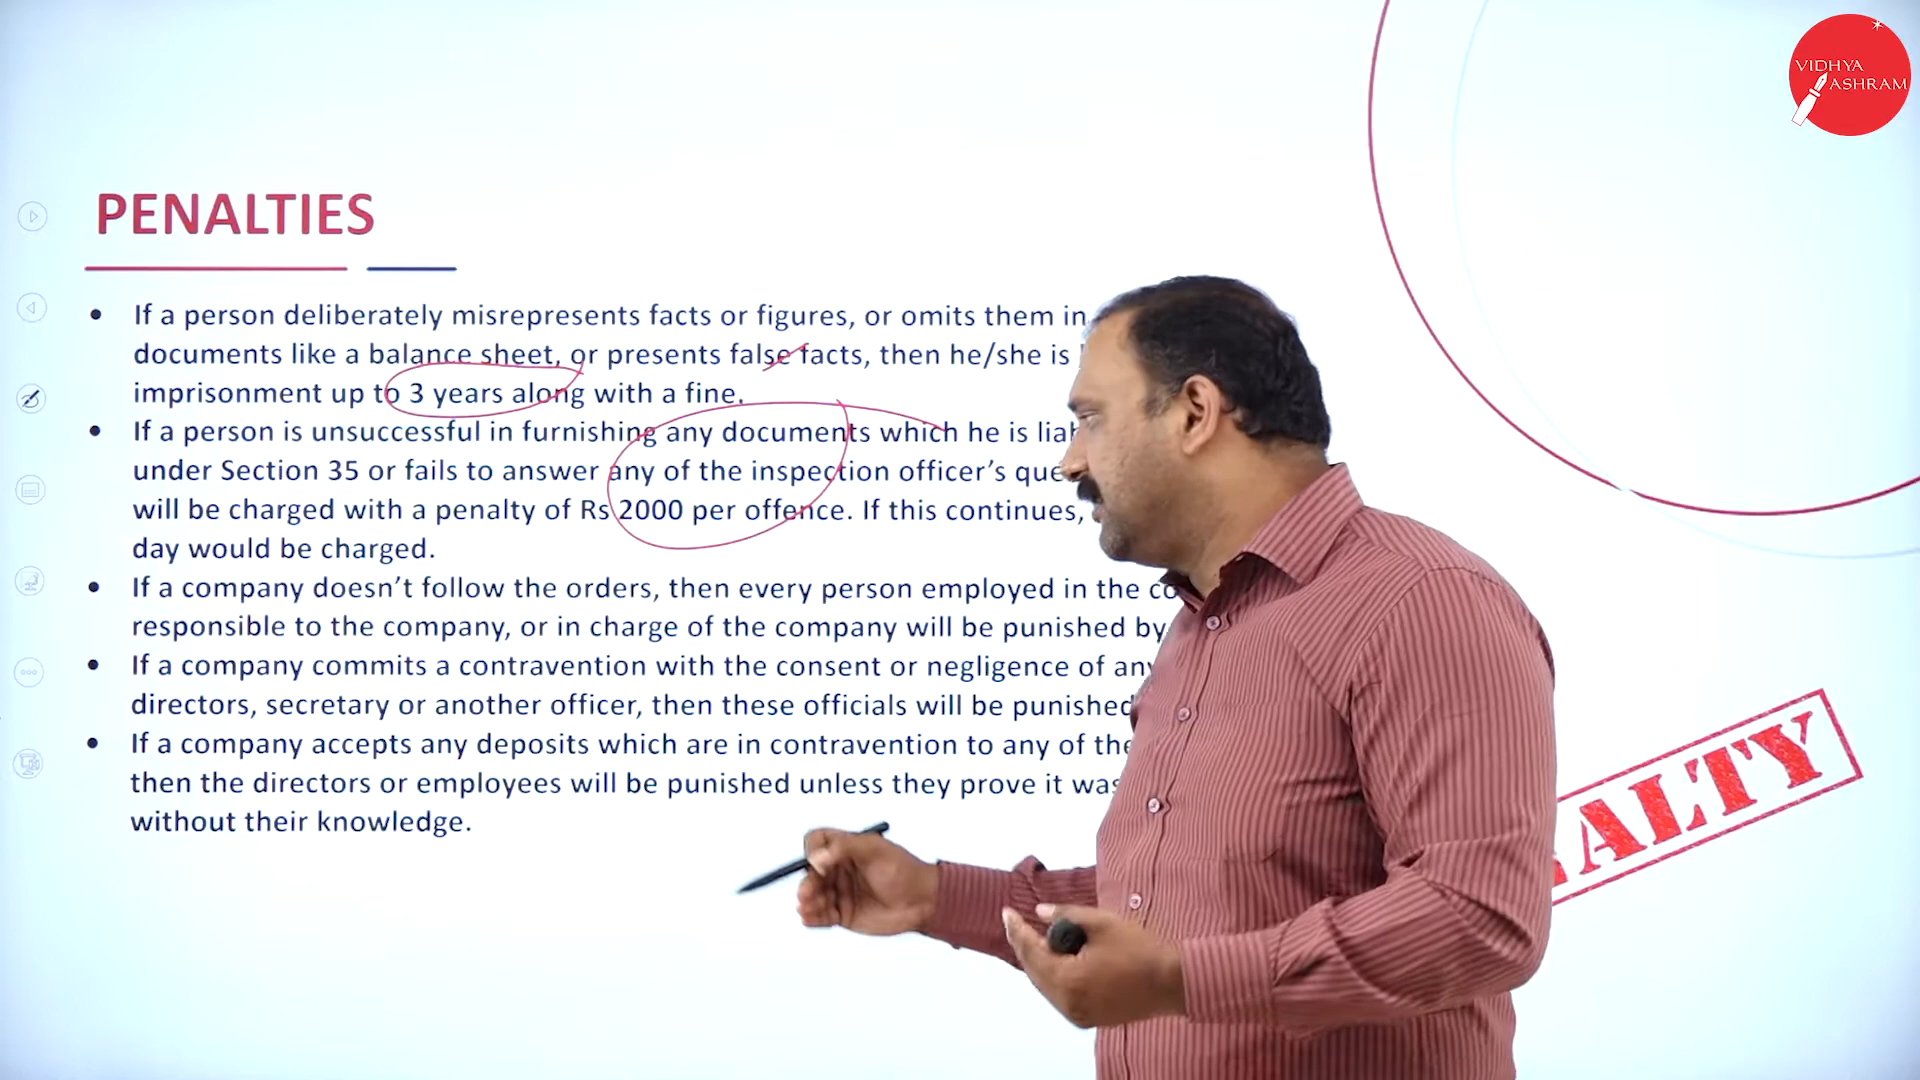 VIDHYA
ASHRAM
PENALTIES
• If a person deliberately misrepresents facts or figures, or omits them in
documents like a balance sheet, or presents false facts, then he/she is
imprisonment up to 3 years along with a fine.
• If a person is unsuccessful in furnishing any documents which he is
under Section 35 or fails to answer any of the inspection officer’s
will be charged with a penalty of Rs 2000 per offence. If this continues,
day would be charged.
• If a company doesn’t follow the orders, then every person employed in the
responsible to the company, or in charge of the company will be punished by
• If a company commits a contravention with the consent or negligence of
directors, secretary or another officer, then these officials will be punished
• If a company accepts any deposits which are in contravention to any of the
then the directors or employees will be punished unless they prove it was
without their knowledge.
ALTY